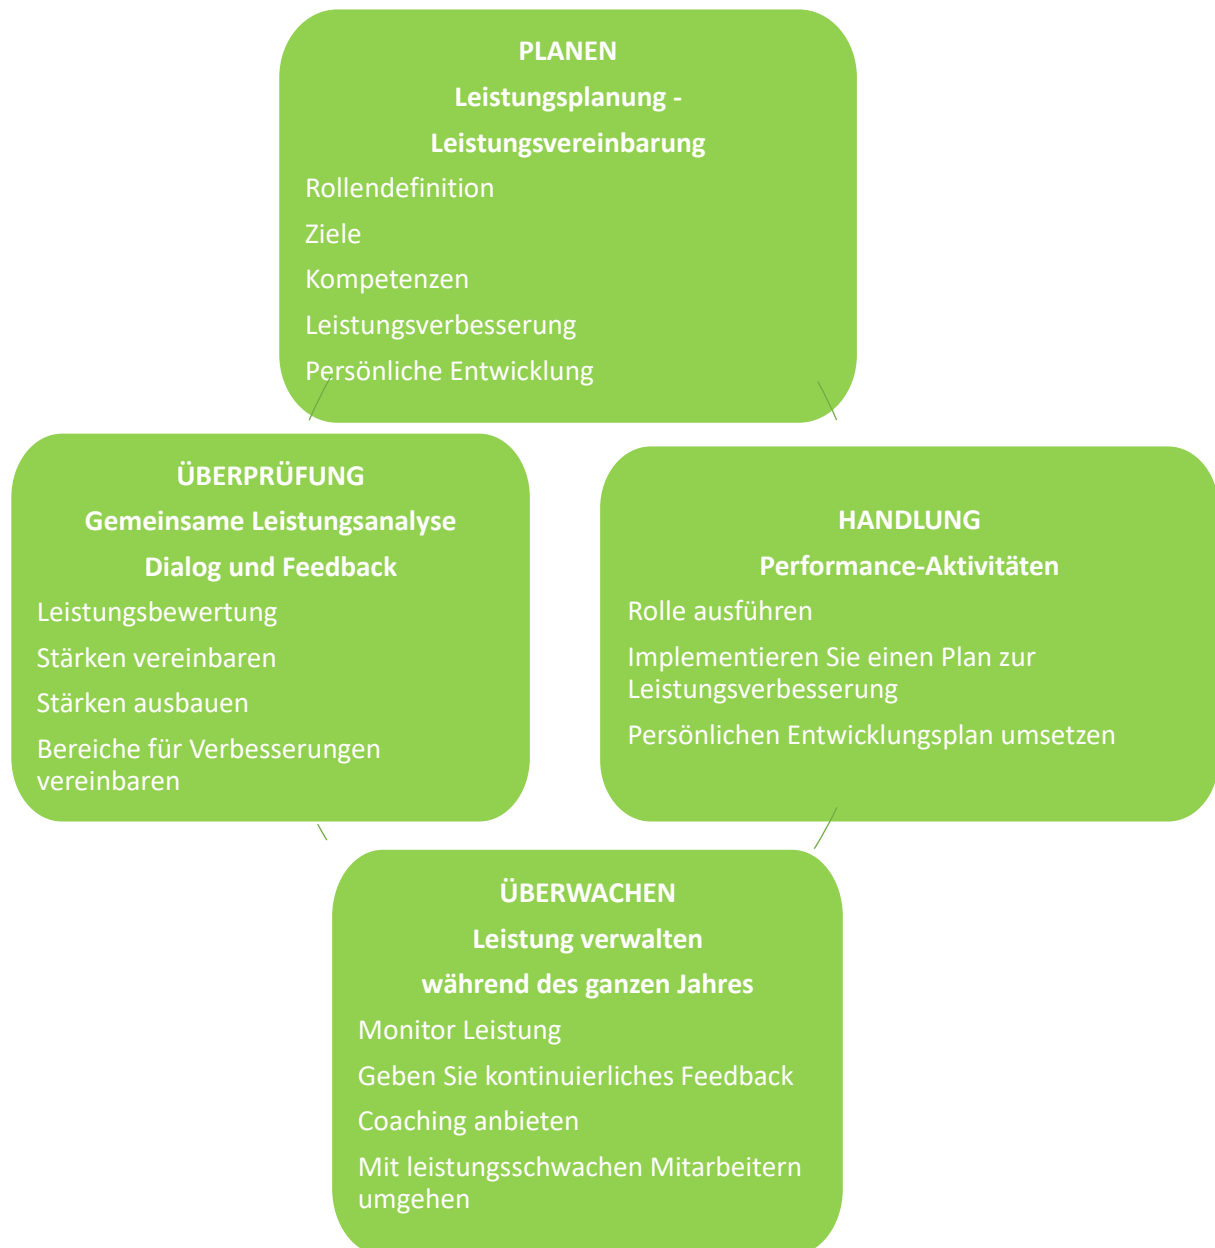 PLANEN
Leistungsplanung -
Leistungsvereinbarung
Rollendefinition
Ziele
Kompetenzen
Leistungsverbesserung
Persönliche Entwicklung
ÜBERPRÜFUNG
Gemeinsame Leistungsanalyse
Dialog und Feedback
Leistungsbewertung
Stärken vereinbaren
Stärken ausbauen
Bereiche für Verbesserungen
vereinbaren
HANDLUNG
Performance-Aktivitäten
Rolle ausführen
Implementieren Sie einen Plan zur
Leistungsverbesserung
Persönlichen Entwicklungsplan umsetzen
ÜBERWACHEN
Leistung verwalten
während des ganzen Jahres
Monitor Leistung
Geben Sie kontinuierliches Feedback
Coaching anbieten
Mit leistungsschwachen Mitarbeitern
umgehen